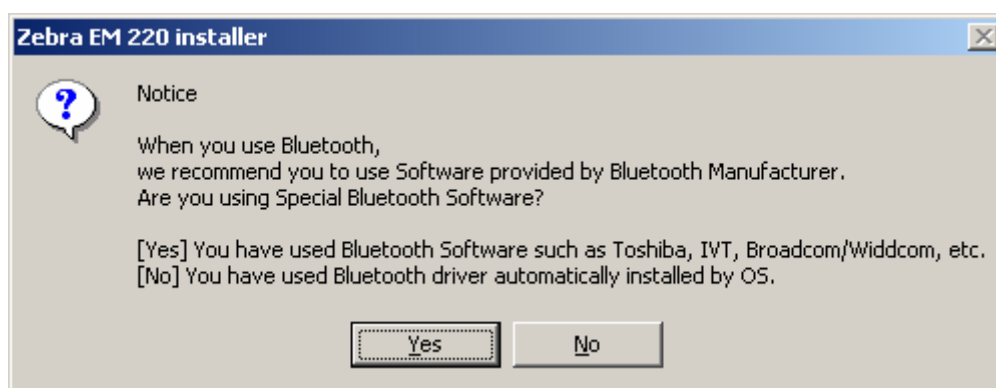 Zebra EM 220 installer
Notice
When you use Bluetooth,
we recommend you to use Software provided by Bluetooth Manufacturer.
Are you using Special Bluetooth Software?
[Yes] You have used Bluetooth Software such as Toshiba, IVT, Broadcom/Widdcom, etc.
[No] You have used Bluetooth driver automatically installed by OS.
Yes No